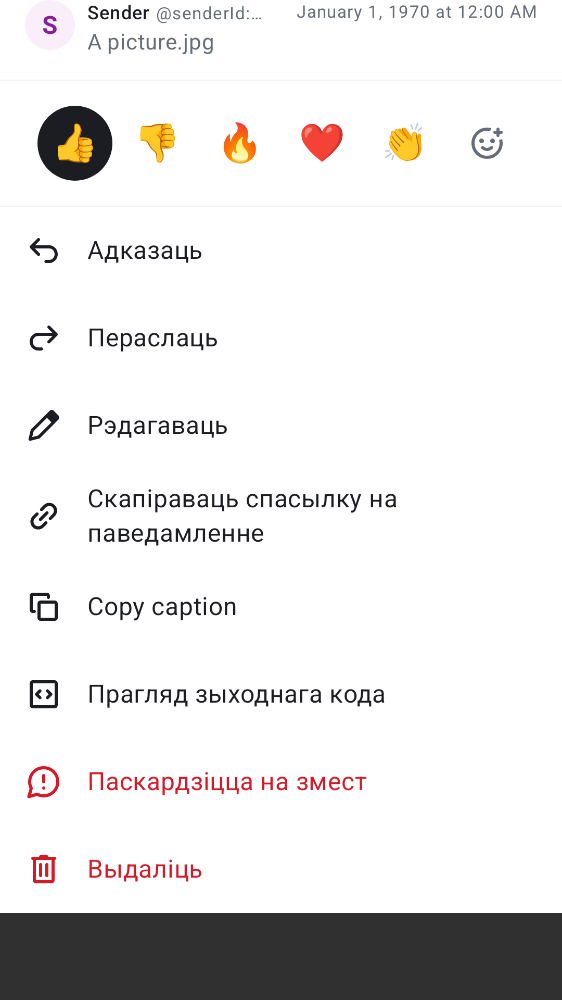 S
Sender @senderId:… January 1, 1970 at 12:00 AM
A picture.jpg
Адказаць
Пераслаць
Рэдагаваць
Скапіраваць спасылку на
паведамленне
Copy caption
Прагляд зыходнага кода
Паскардзіцца на змест
Выдаліць